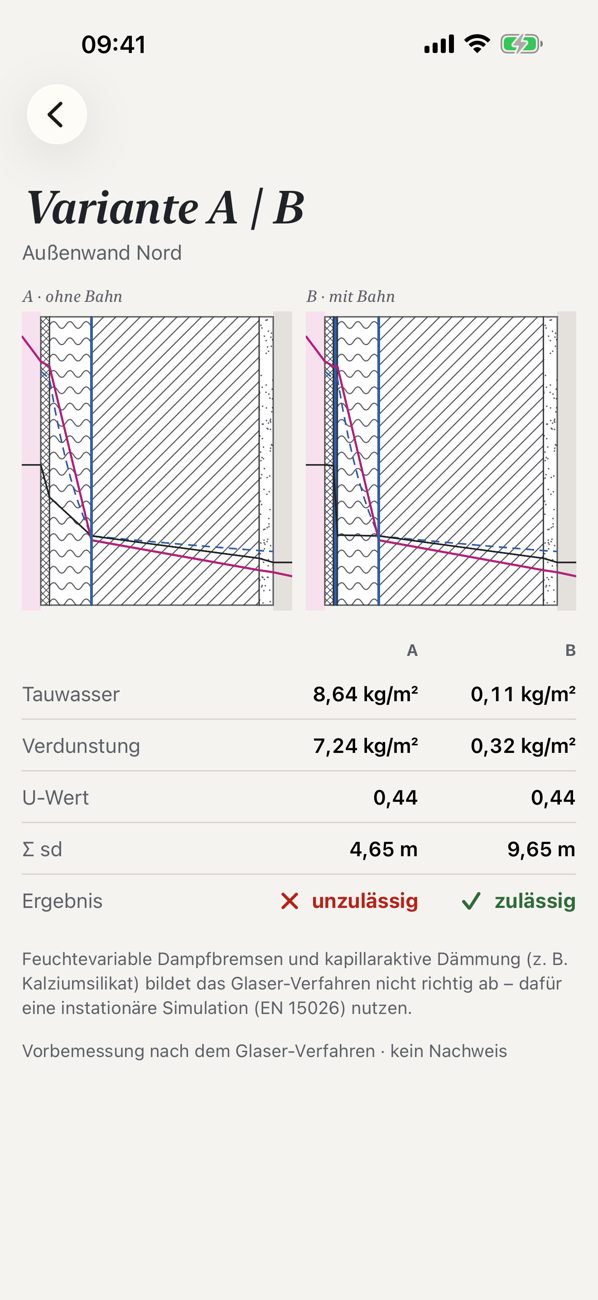 09:41
Variante A / B
Außenwand Nord
A · ohne Bahn
B · mit Bahn
A B
Tauwasser 8,64 kg/m² 0,11 kg/m²
Verdunstung 7,24 kg/m² 0,32 kg/m²
U-Wert 0,44 0,44
Σ sd 4,65 m 9,65 m
Ergebnis unzulässig zulässig
Feuchtevariable Dampfbremsen und kapillaraktive Dämmung (z. B.
Kalziumsilikat) bildet das Glaser-Verfahren nicht richtig ab – dafür
eine instationäre Simulation (EN 15026) nutzen.
Vorbemessung nach dem Glaser-Verfahren · kein Nachweis